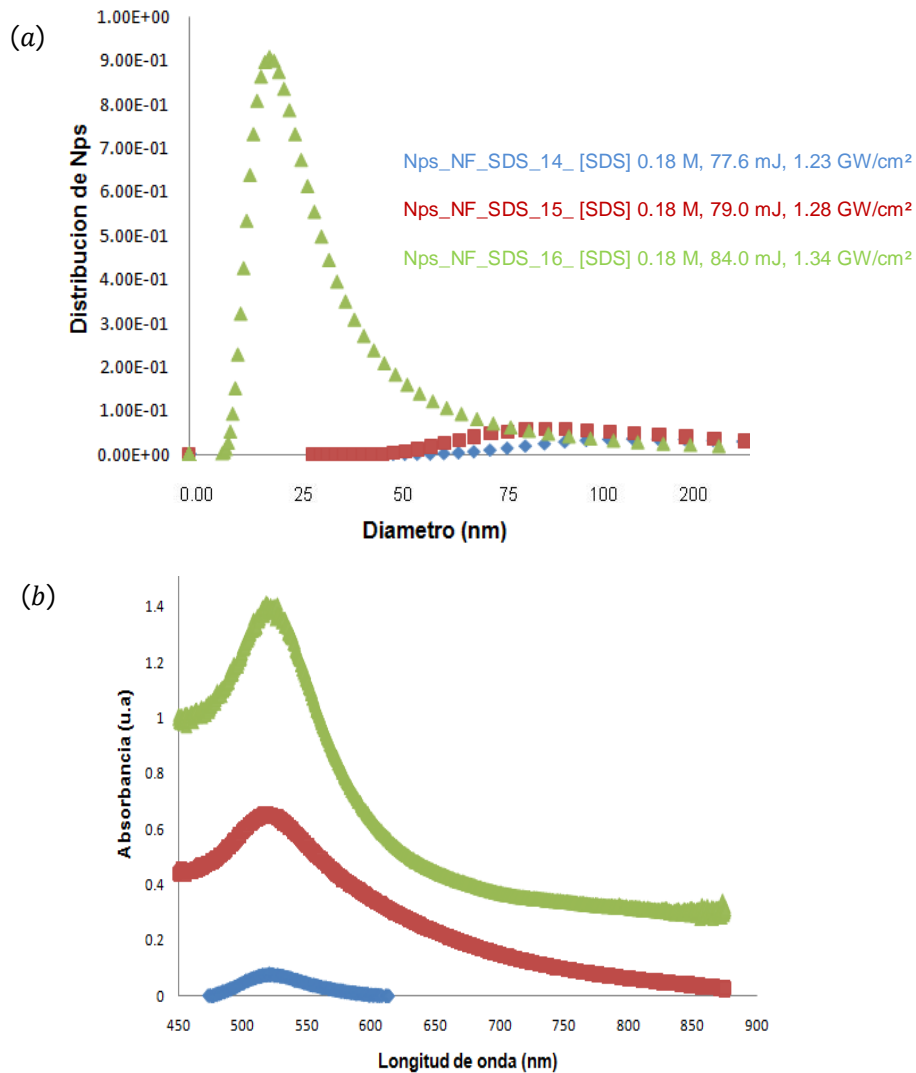 (a)
Distribucion de Nps
1.00E+00
9.00E-01
8.00E-01
7.00E-01
6.00E-01
5.00E-01
4.00E-01
3.00E-01
2.00E-01
1.00E-01
0.00E+00
Nps_NF_SDS_14_ [SDS] 0.18 M, 77.6 mJ, 1.23 GW/cm²
Nps_NF_SDS_15_ [SDS] 0.18 M, 79.0 mJ, 1.28 GW/cm²
Nps_NF_SDS_16_ [SDS] 0.18 M, 84.0 mJ, 1.34 GW/cm²
0.00 25 50 75 100 200
Diametro (nm)
(b)
Absorbancia (u.a)
1.4
1.2
1
0.8
0.6
0.4
0.2
0
450 500 550 600 650 700 750 800 850 900
Longitud de onda (nm)